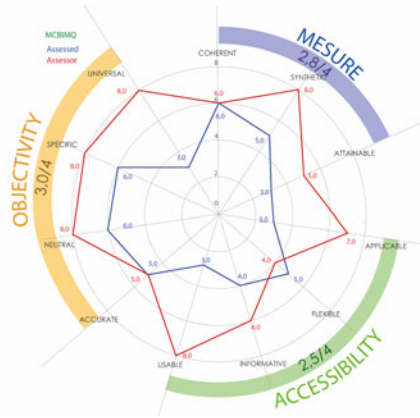 MCBIMQ
Assessed
Assessor
MESURE
2,8/4
COHERENT
8
SYNTHETIC
8,0
UNIVERSAL
8,0
6
6,0
6,0
5,0
ATTAINABLE
5,0
4
SPECIFIC
8,0
3,0
6,0
2
3,0
OBJECTIVITY
3,0/4
0
3,0
NEUTRAL
8,0
6,0
7,0
APPLICABLE
5,0
5,0
3,0
4,0
4,0
5,0
ACCURATE
FLEXIBLE
6,0
USABLE
8,0
INFORMATIVE
2,5/4
ACCESSIBILITY